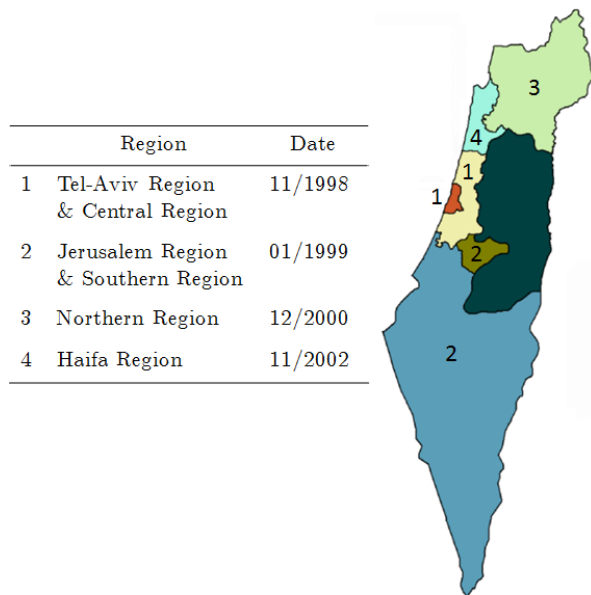 Region Date
1 Tel-Aviv Region 11/1998
& Central Region
2 Jerusalem Region 01/1999
& Southern Region
3 Northern Region 12/2000
4 Haifa Region 11/2002
3
4
1
1
2
2